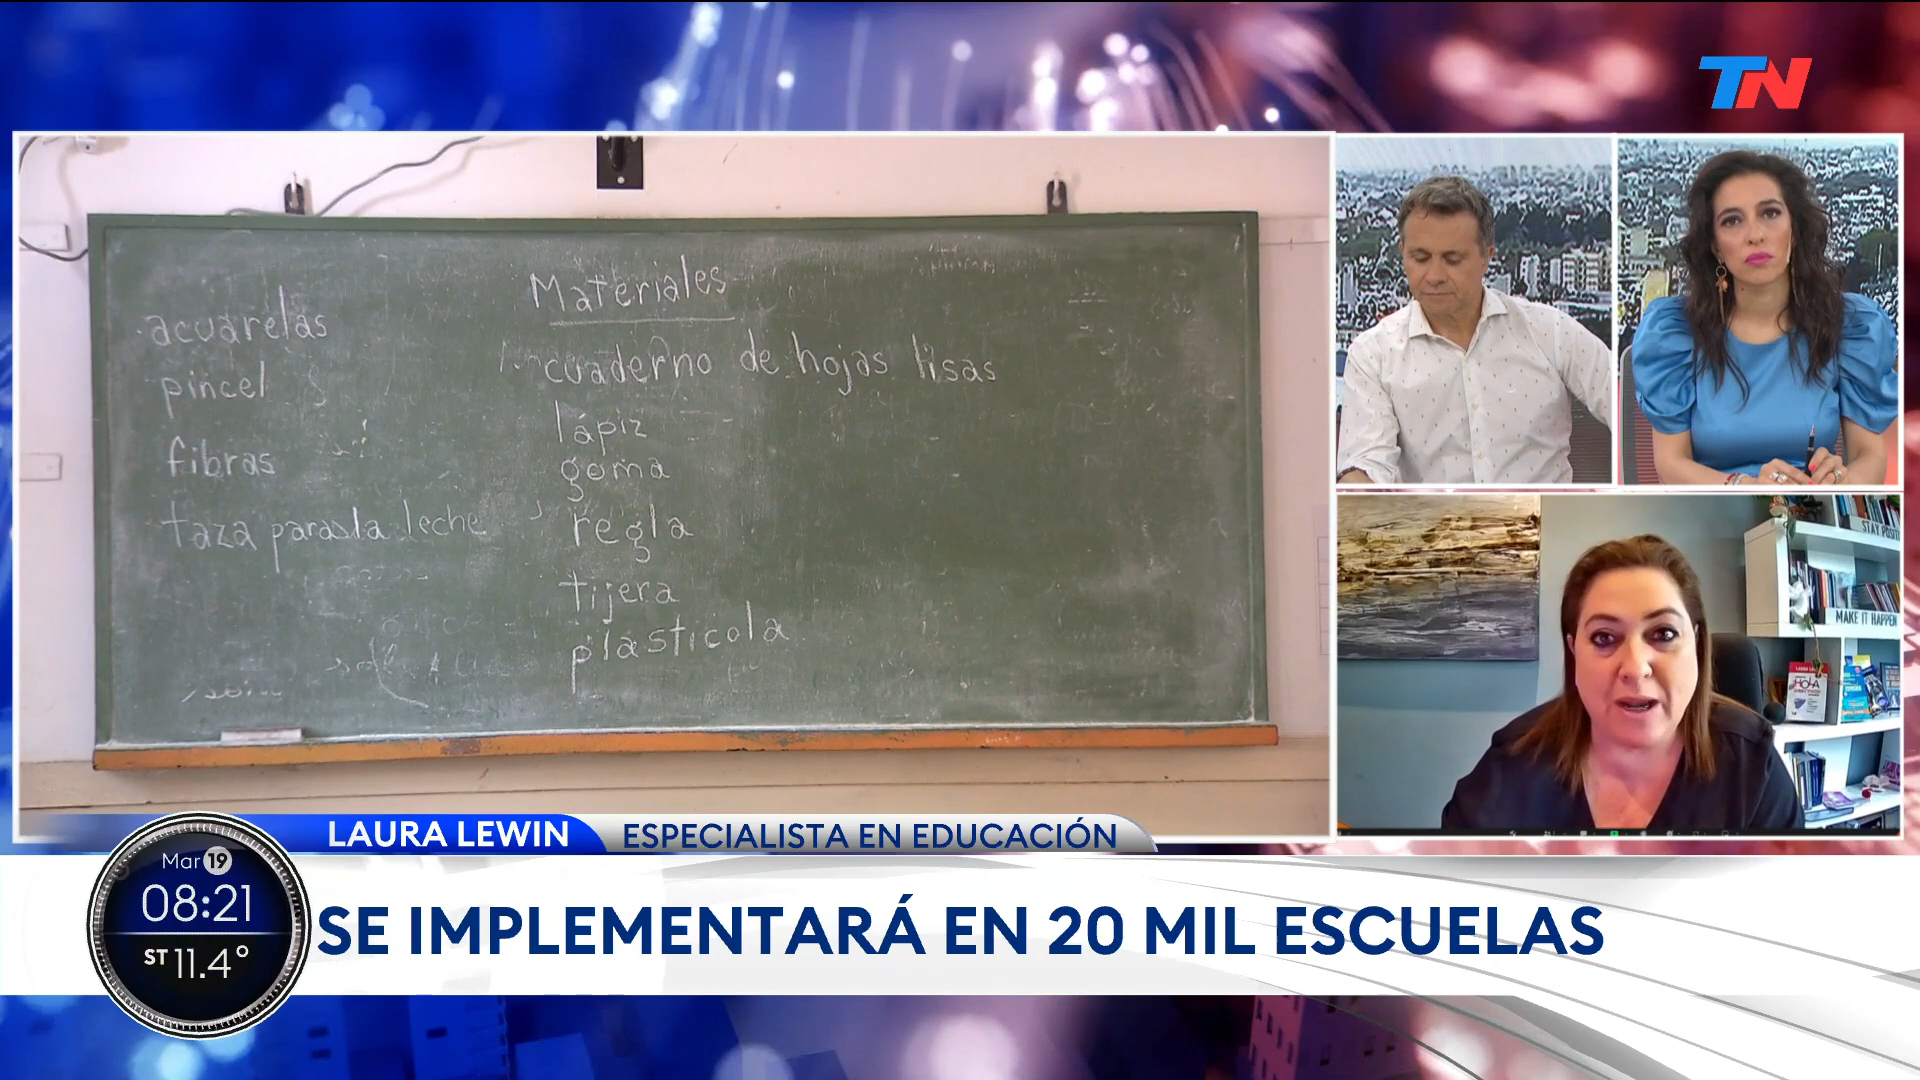 TN
Materiales
acuarelas
cuaderno de hojas lisas
pincel
lápiz
fibras
goma
taza para la leche
regla
tijera
plasticola
STAY POSITI
MAKE IT HAPPEN
HOLA
LAURA LEWIN
ESPECIALISTA EN EDUCACIÓN
Mar 19
08:21
ST 11.4°
SE IMPLEMENTARÁ EN 20 MIL ESCUELAS